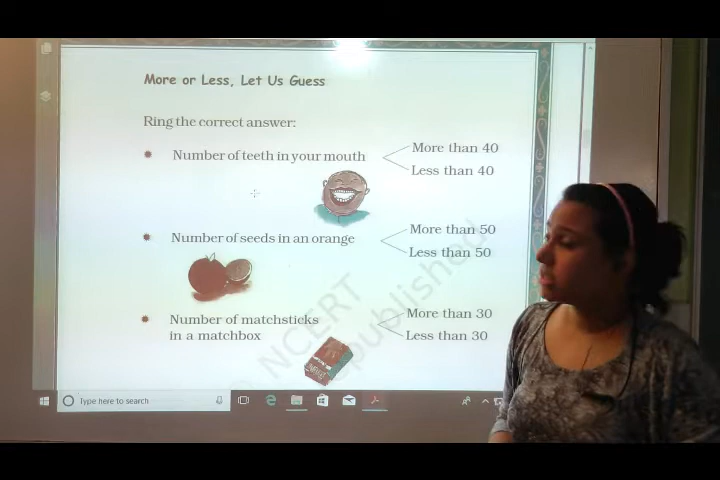 More or Less, Let Us Guess
Ring the correct answer:
Number of teeth in your mouth
More than 40
Less than 40
Number of seeds in an orange
More than 50
Less than 50
Number of matchsticks
in a matchbox
More than 30
Less than 30
© NCERT
republished
Type here to search